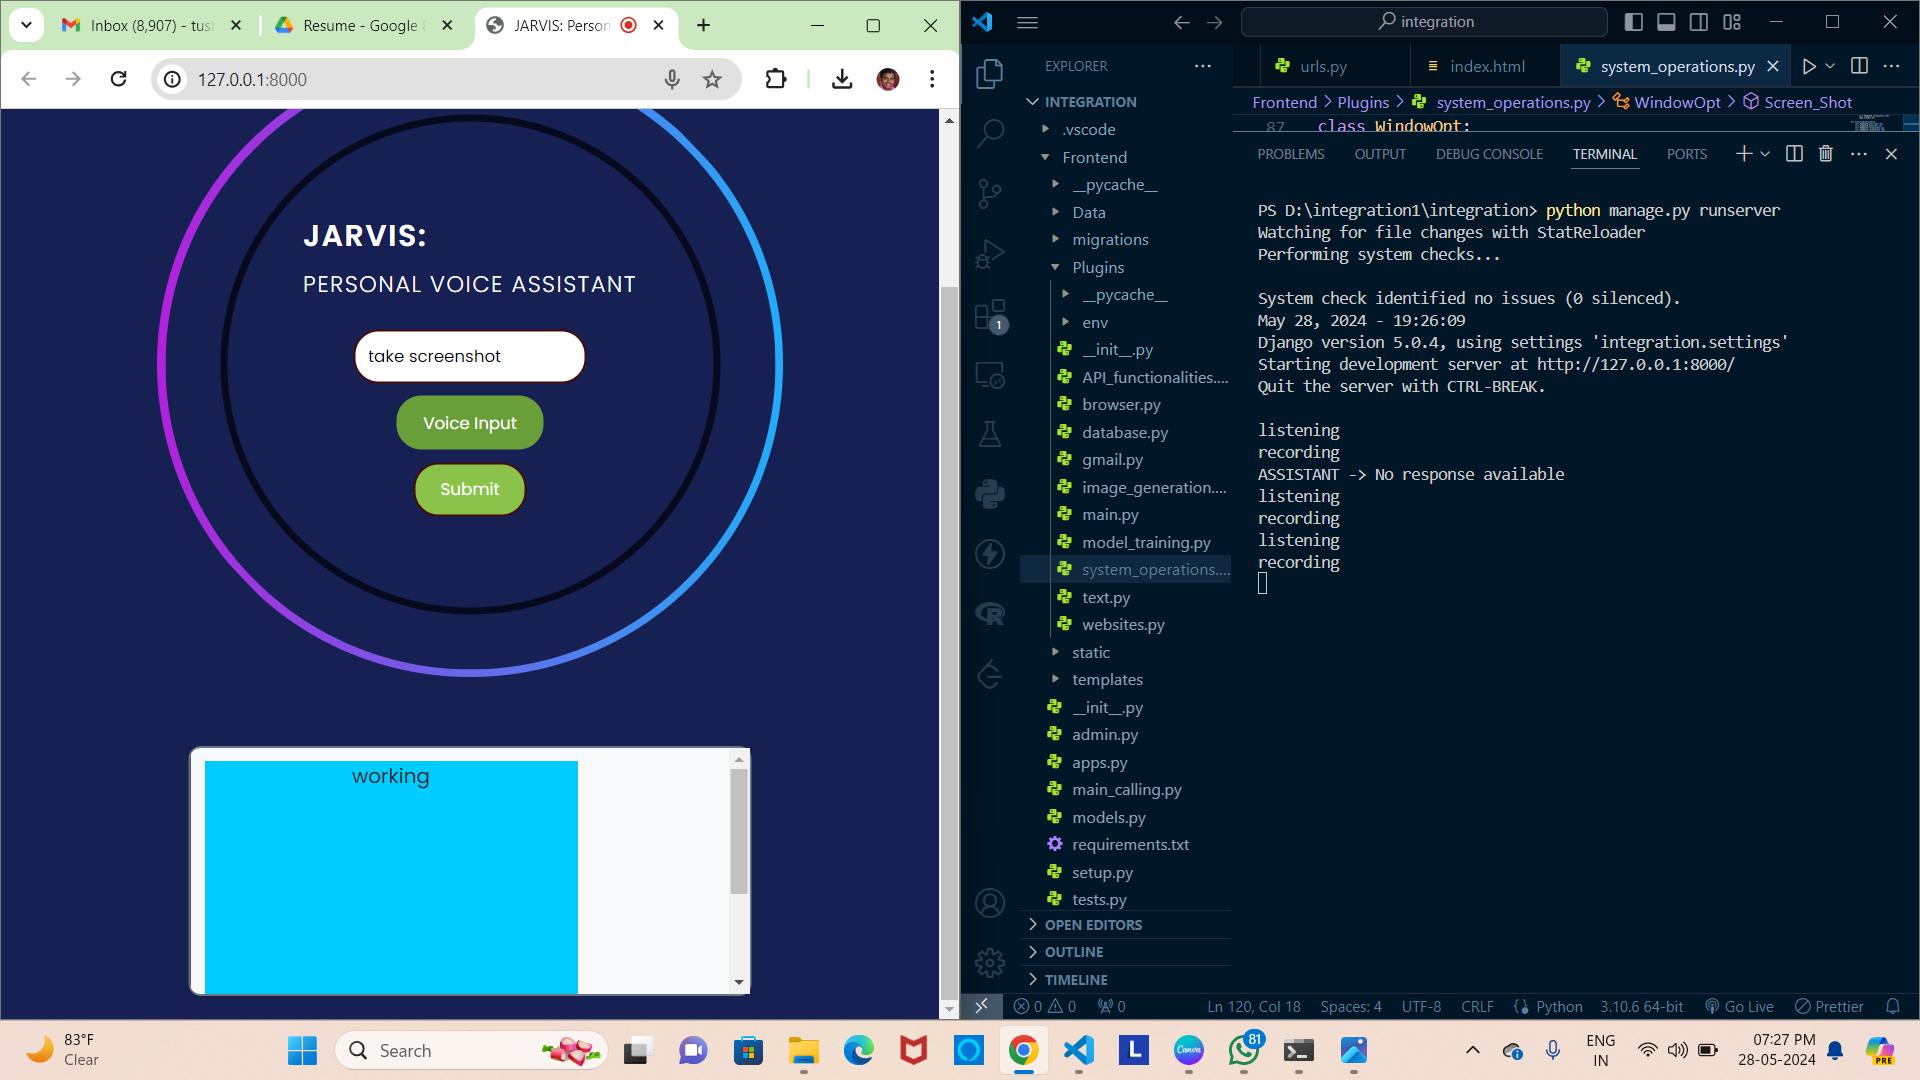 Inbox (8,907) - tus
Resume - Google
JARVIS: Person
127.0.0.1:8000
JARVIS:
PERSONAL VOICE ASSISTANT
take screenshot
Voice Input
Submit
working
integration
EXPLORER
INTEGRATION
.vscode
Frontend
__pycache__
Data
migrations
Plugins
__pycache__
env
__init__.py
API_functionalities....
browser.py
database.py
gmail.py
image_generation....
main.py
model_training.py
system_operations....
text.py
websites.py
static
templates
__init__.py
admin.py
apps.py
main_calling.py
models.py
requirements.txt
setup.py
tests.py
OPEN EDITORS
OUTLINE
TIMELINE
1
urls.py
index.html
system_operations.py
Frontend > Plugins > system_operations.py > WindowOpt > Screen_Shot
87 class WindowOpt:
PROBLEMS OUTPUT DEBUG CONSOLE TERMINAL PORTS
PS D:\integration1\integration> python manage.py runserver
Watching for file changes with StatReloader
Performing system checks...
System check identified no issues (0 silenced).
May 28, 2024 - 19:26:09
Django version 5.0.4, using settings 'integration.settings'
Starting development server at http://127.0.0.1:8000/
Quit the server with CTRL-BREAK.
listening
recording
ASSISTANT -> No response available
listening
recording
listening
recording
0 0 0 Ln 120, Col 18 Spaces: 4 UTF-8 CRLF Python 3.10.6 64-bit Go Live Prettier
83°F
Clear
Search
L
Canva
81
ENG
IN
07:27 PM
28-05-2024
PRE